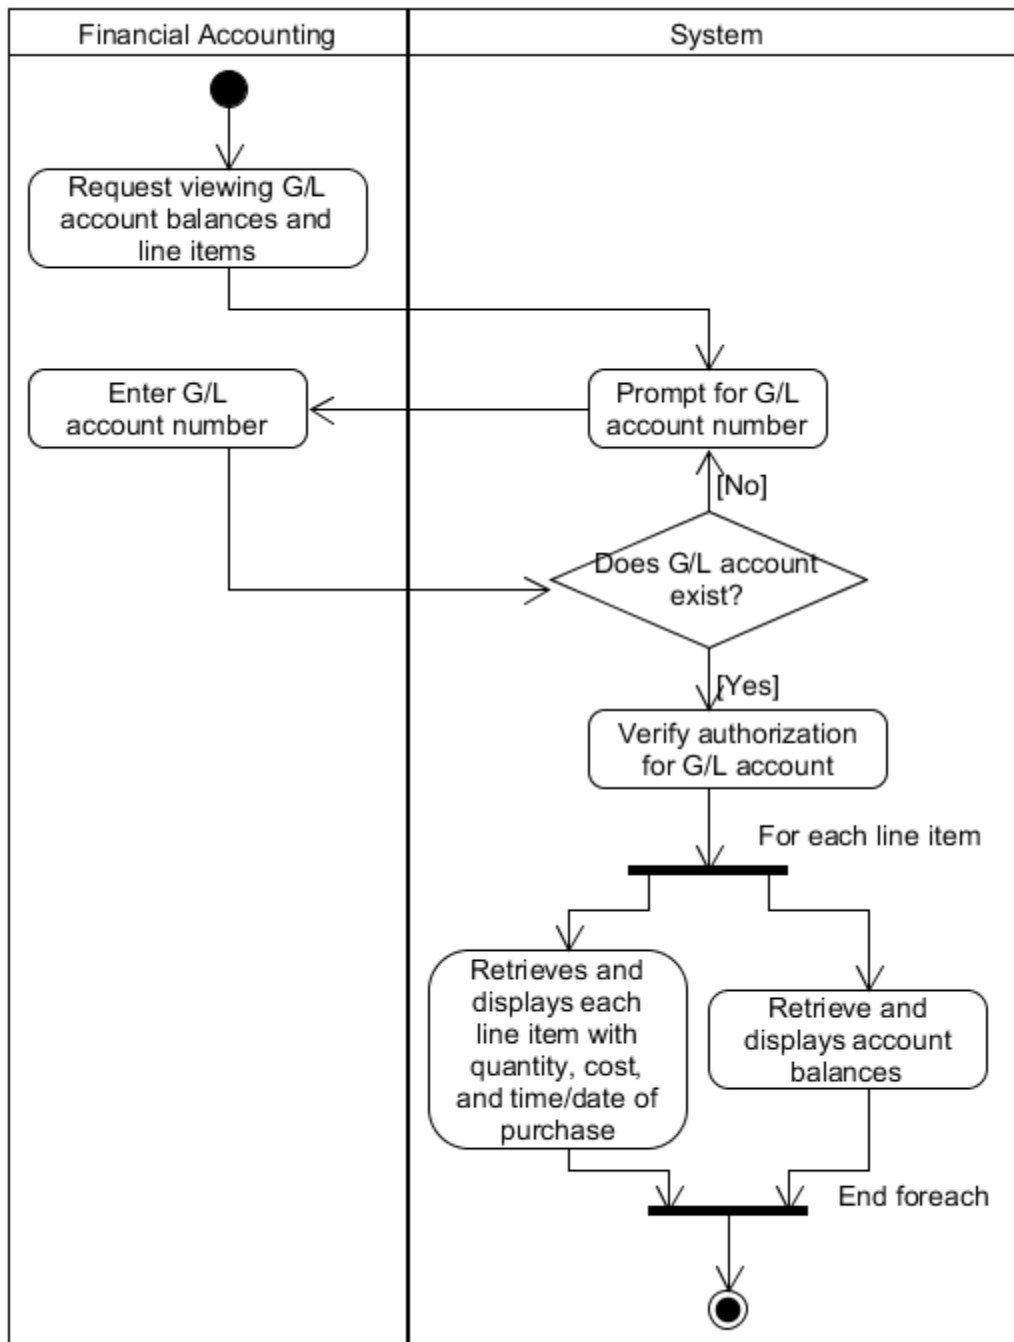 Financial Accounting
System
Request viewing G/L
account balances and
line items
Enter G/L
account number
Prompt for G/L
account number
[No]
Does G/L account
exist?
[Yes]
Verify authorization
for G/L account
For each line item
Retrieves and
displays each
line item with
quantity, cost,
and time/date of
purchase
Retrieve and
displays account
balances
End foreach